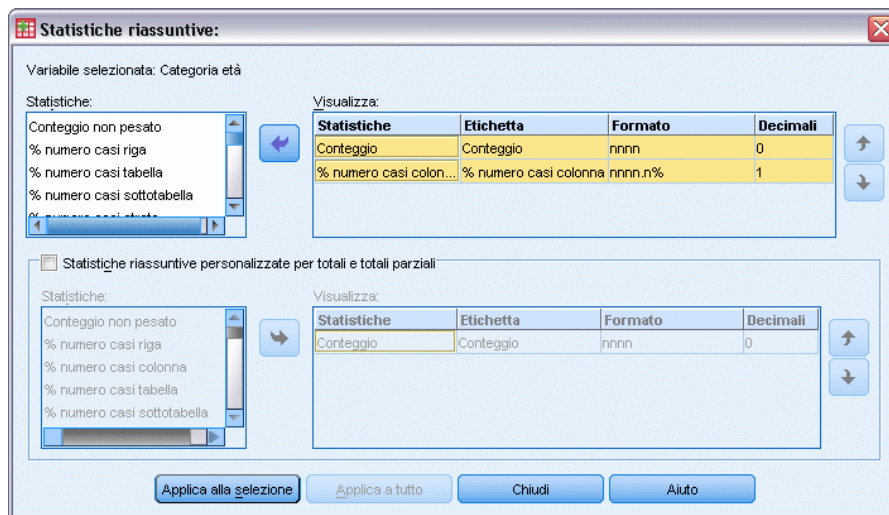 Statistiche riassuntive:
Variabile selezionata: Categoria età
Statistiche:
Conteggio non pesato
% numero casi riga
% numero casi tabella
% numero casi sottotabella
% numero casi strato
Visualizza:
Statistiche Etichetta Formato Decimali
Conteggio Conteggio nnnn 0
% numero casi colon... % numero casi colonna nnnn.n% 1
Statistiche riassuntive personalizzate per totali e totali parziali
Statistiche:
Conteggio non pesato
% numero casi riga
% numero casi colonna
% numero casi tabella
% numero casi sottotabella
Visualizza:
Statistiche Etichetta Formato Decimali
Conteggio Conteggio nnnn 0
Applica alla selezione Applica a tutto Chiudi Aiuto